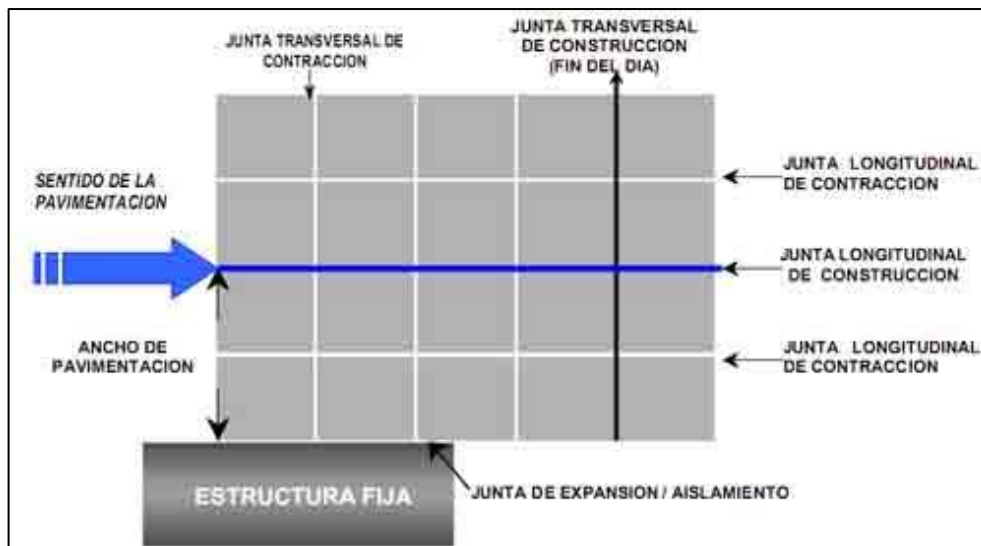 JUNTA TRANSVERSAL DE
CONTRACCION
JUNTA TRANSVERSAL
DE CONSTRUCCION
(FIN DEL DIA)
JUNTA LONGITUDINAL
DE CONTRACCION
SENTIDO DE LA
PAVIMENTACION
JUNTA LONGITUDINAL
DE CONSTRUCCION
ANCHO DE
PAVIMENTACION
JUNTA LONGITUDINAL
DE CONTRACCION
ESTRUCTURA FIJA
JUNTA DE EXPANSION / AISLAMIENTO